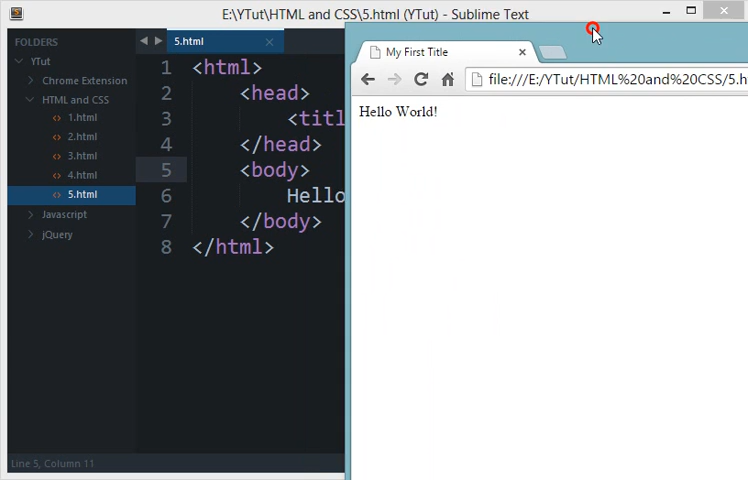 E:\YTut\HTML and CSS\5.html (YTut) - Sublime Text
FOLDERS
YTut
Chrome Extension
HTML and CSS
1.html
2.html
3.html
4.html
5.html
Javascript
jQuery
5.html
1 <html>
2 <head>
3 <titl
4 </head>
5 <body>
6 Hello
7 </body>
8 </html>
Line 5, Column 11
My First Title
file:///E:/YTut/HTML%20and%20CSS/5.h
Hello World!